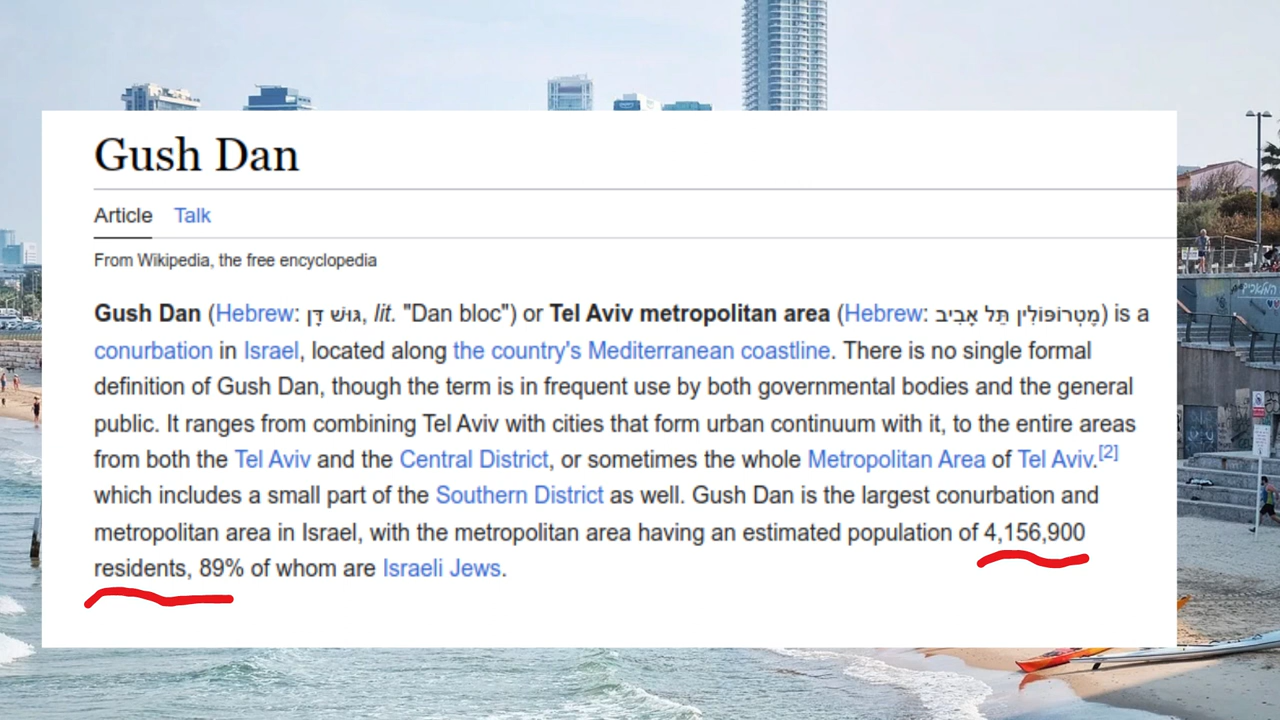 Gush Dan
Article Talk
From Wikipedia, the free encyclopedia
Gush Dan (Hebrew: גּוּשׁ דָּן, lit. "Dan bloc") or Tel Aviv metropolitan area (Hebrew: מֶטְרוֹפּוֹלִין תֵּל אָבִיב) is a
conurbation in Israel, located along the country's Mediterranean coastline. There is no single formal
definition of Gush Dan, though the term is in frequent use by both governmental bodies and the general
public. It ranges from combining Tel Aviv with cities that form urban continuum with it, to the entire areas
from both the Tel Aviv and the Central District, or sometimes the whole Metropolitan Area of Tel Aviv.[2]
which includes a small part of the Southern District as well. Gush Dan is the largest conurbation and
metropolitan area in Israel, with the metropolitan area having an estimated population of 4,156,900
residents, 89% of whom are Israeli Jews.